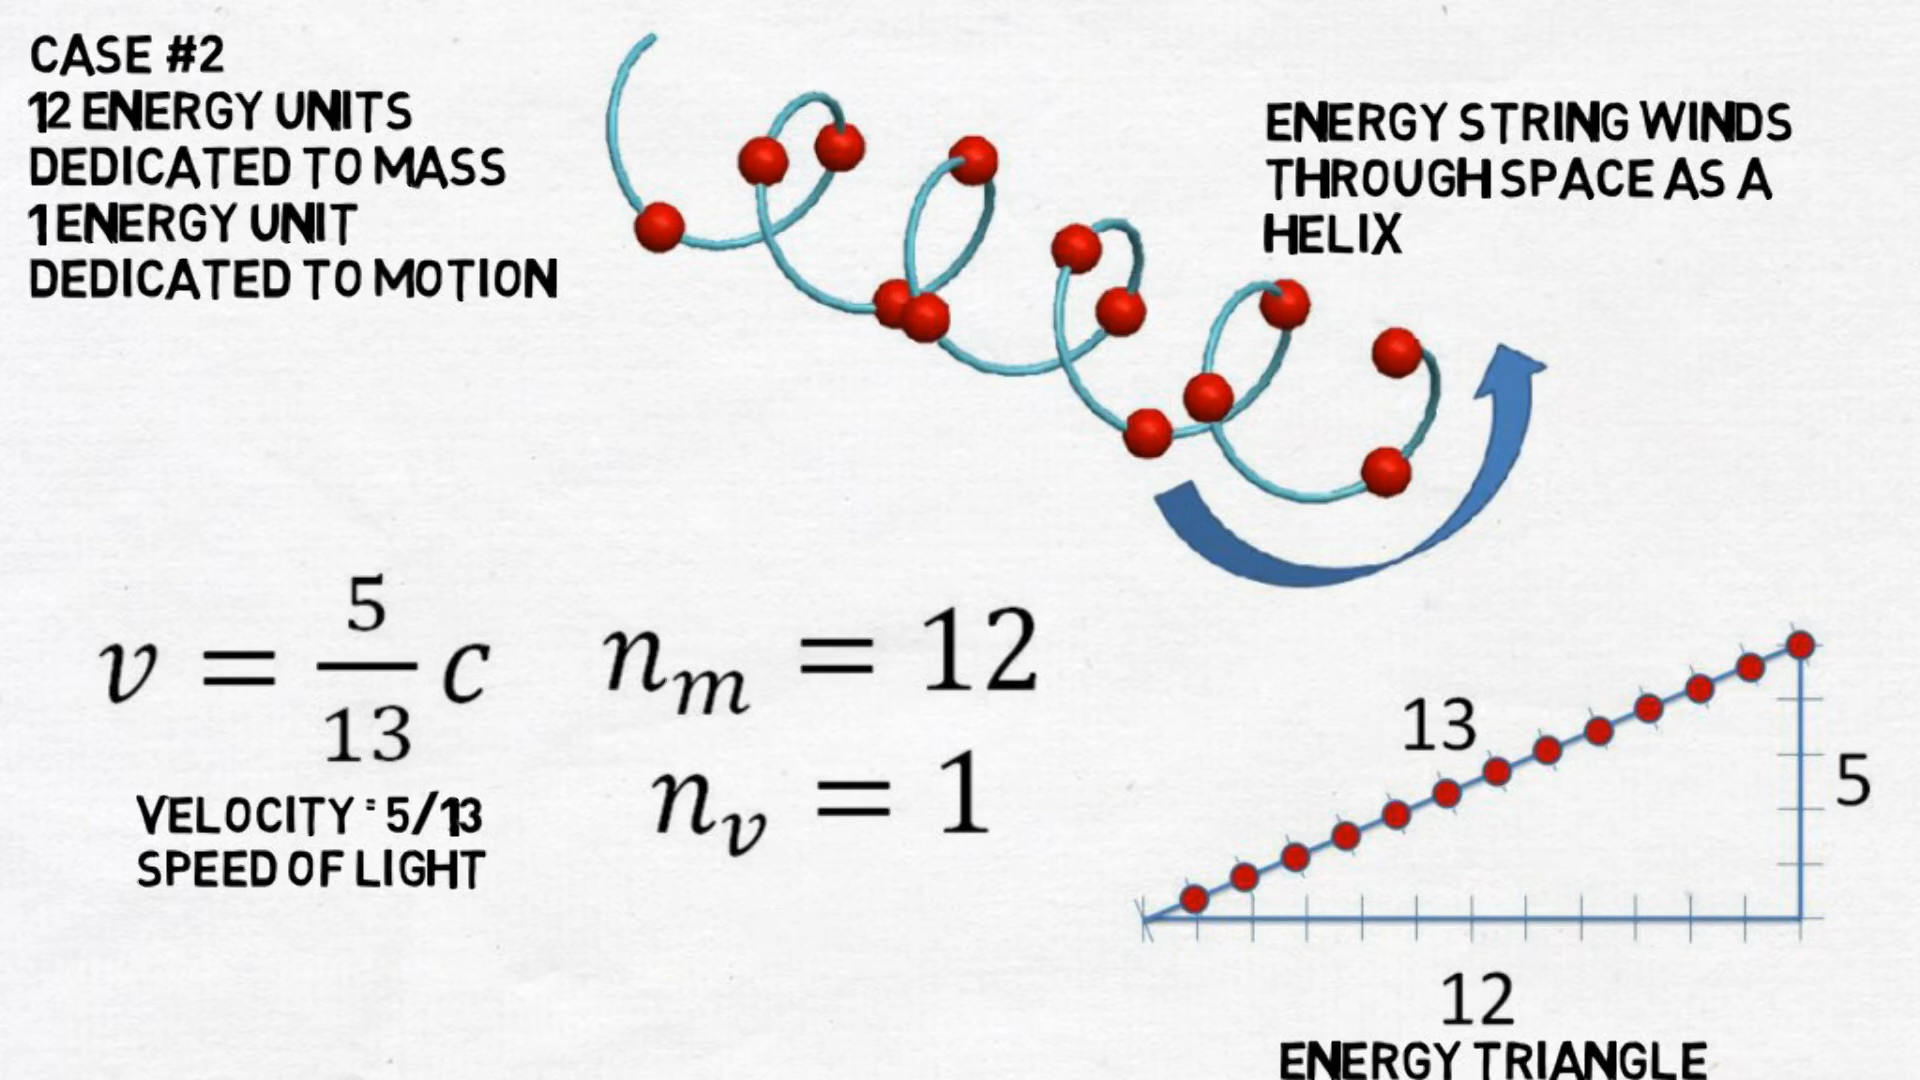 CASE #2
12 ENERGY UNITS
DEDICATED TO MASS
1 ENERGY UNIT
DEDICATED TO MOTION
ENERGY STRING WINDS
THROUGH SPACE AS A
HELIX
v = 5/13 c
n_m = 12
n_v = 1
VELOCITY = 5/13
SPEED OF LIGHT
13
5
12
ENERGY TRIANGLE